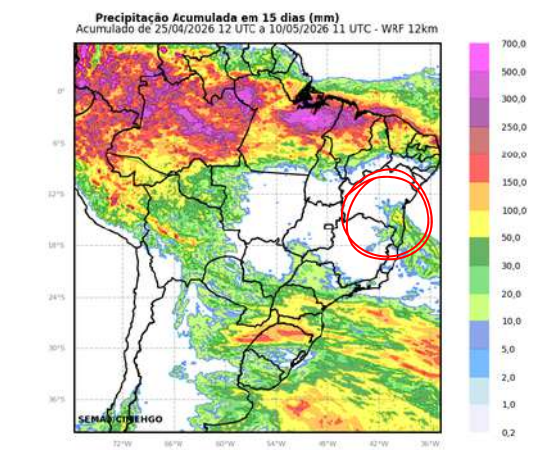 Precipitação Acumulada em 15 dias (mm)
Acumulado de 25/04/2026 12 UTC a 10/05/2026 11 UTC - WRF 12km
700,0
500,0
300,0
250,0
200,0
150,0
100,0
50,0
30,0
20,0
10,0
5,0
2,0
1,0
0,2
0°
6°S
12°S
18°S
24°S
30°S
36°S
SEMAD/CIMEHGO
72°W
66°W
60°W
54°W
48°W
42°W
36°W